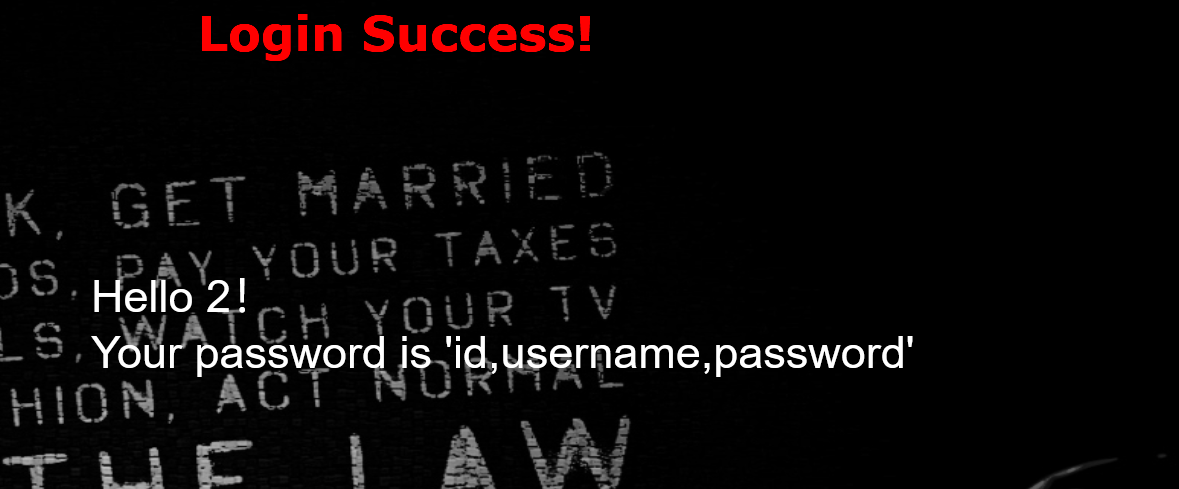 Login Success!
K, GET MARRIED
DS, PAY YOUR TAXES
Hello 2!
LS, WATCH YOUR TV
Your password is 'id,username,password'
HION, ACT NORMAL
THE LAW